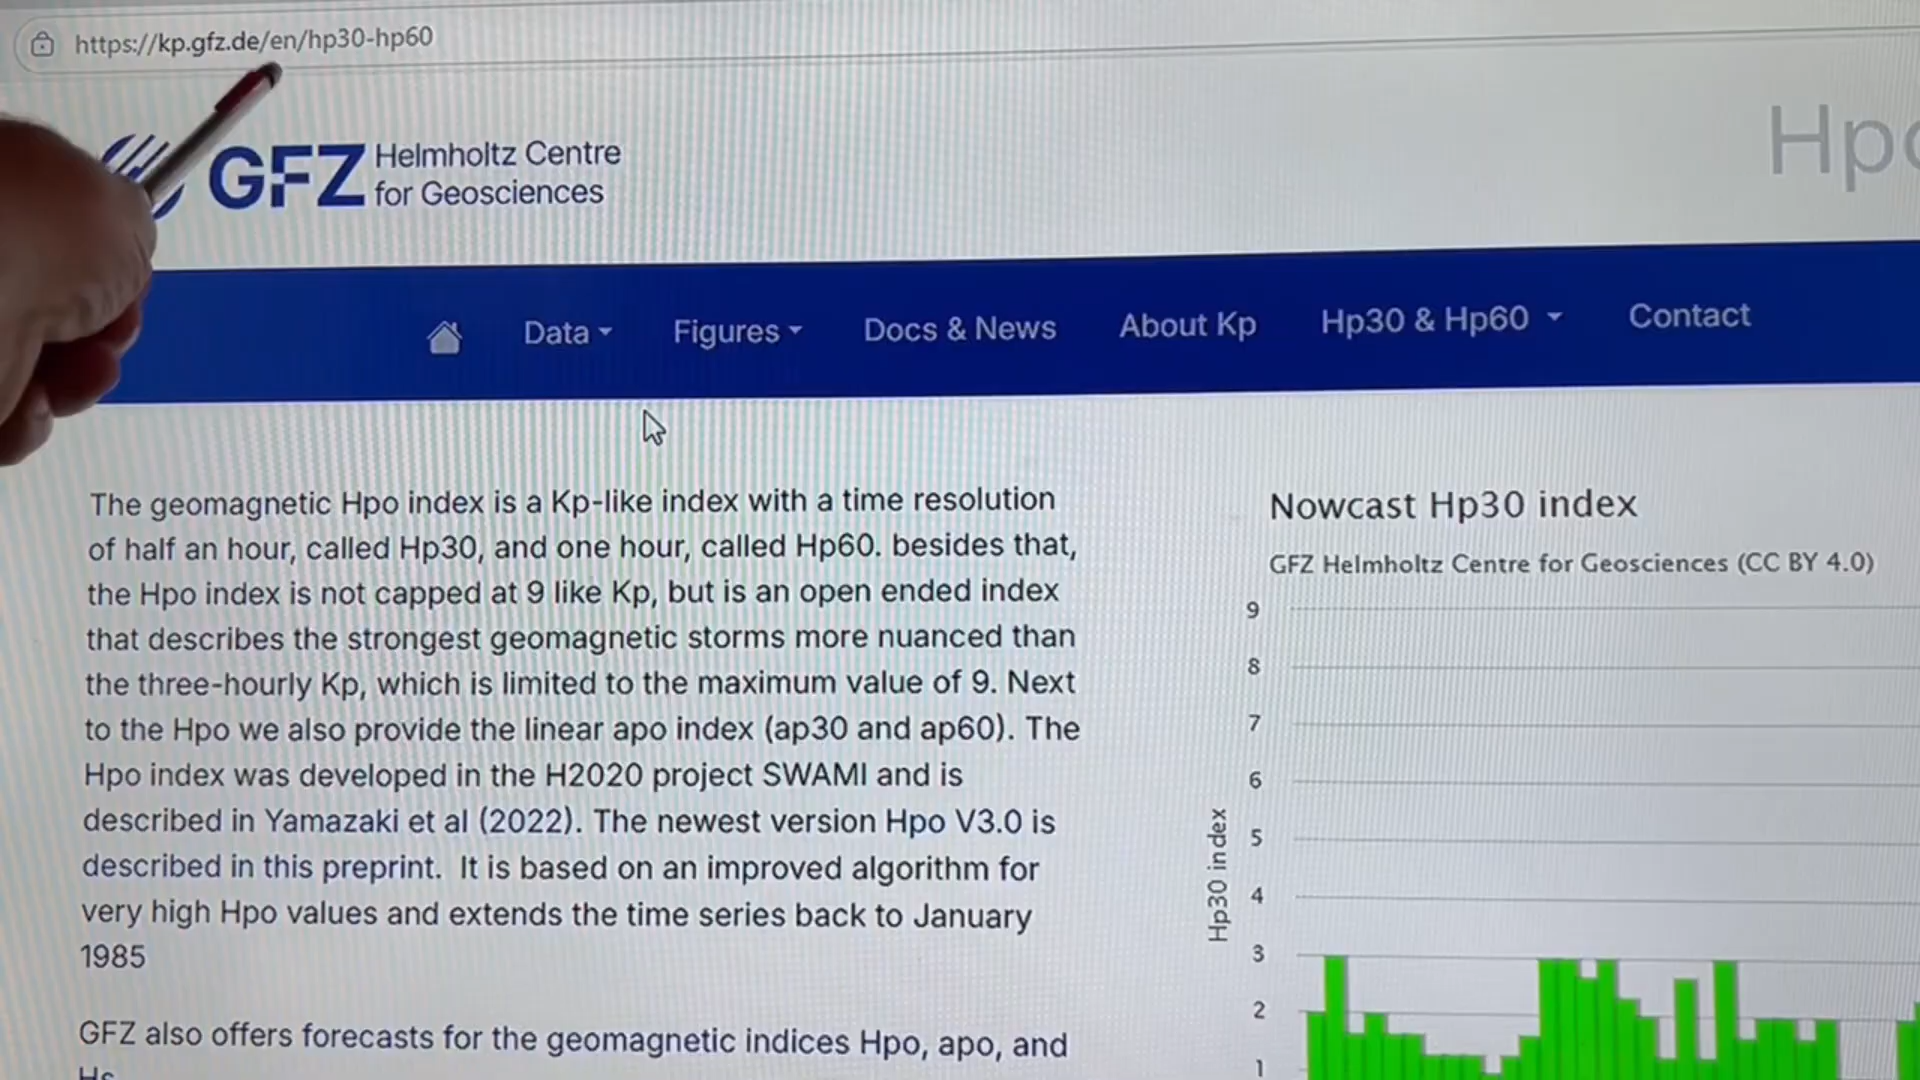 https://kp.gfz.de/en/hp30-hp60
GFZ Helmholtz Centre
for Geosciences
Data
Figures
Docs & News
About Kp
Hp30 & Hp60
Contact
The geomagnetic Hpo index is a Kp-like index with a time resolution
of half an hour, called Hp30, and one hour, called Hp60. besides that,
the Hpo index is not capped at 9 like Kp, but is an open ended index
that describes the strongest geomagnetic storms more nuanced than
the three-hourly Kp, which is limited to the maximum value of 9. Next
to the Hpo we also provide the linear apo index (ap30 and ap60). The
Hpo index was developed in the H2020 project SWAMI and is
described in Yamazaki et al (2022). The newest version Hpo V3.0 is
described in this preprint. It is based on an improved algorithm for
very high Hpo values and extends the time series back to January
1985
GFZ also offers forecasts for the geomagnetic indices Hpo, apo, and
Nowcast Hp30 index
GFZ Helmholtz Centre for Geosciences (CC BY 4.0)
Hp30 index
9
8
7
6
5
4
3
2
1